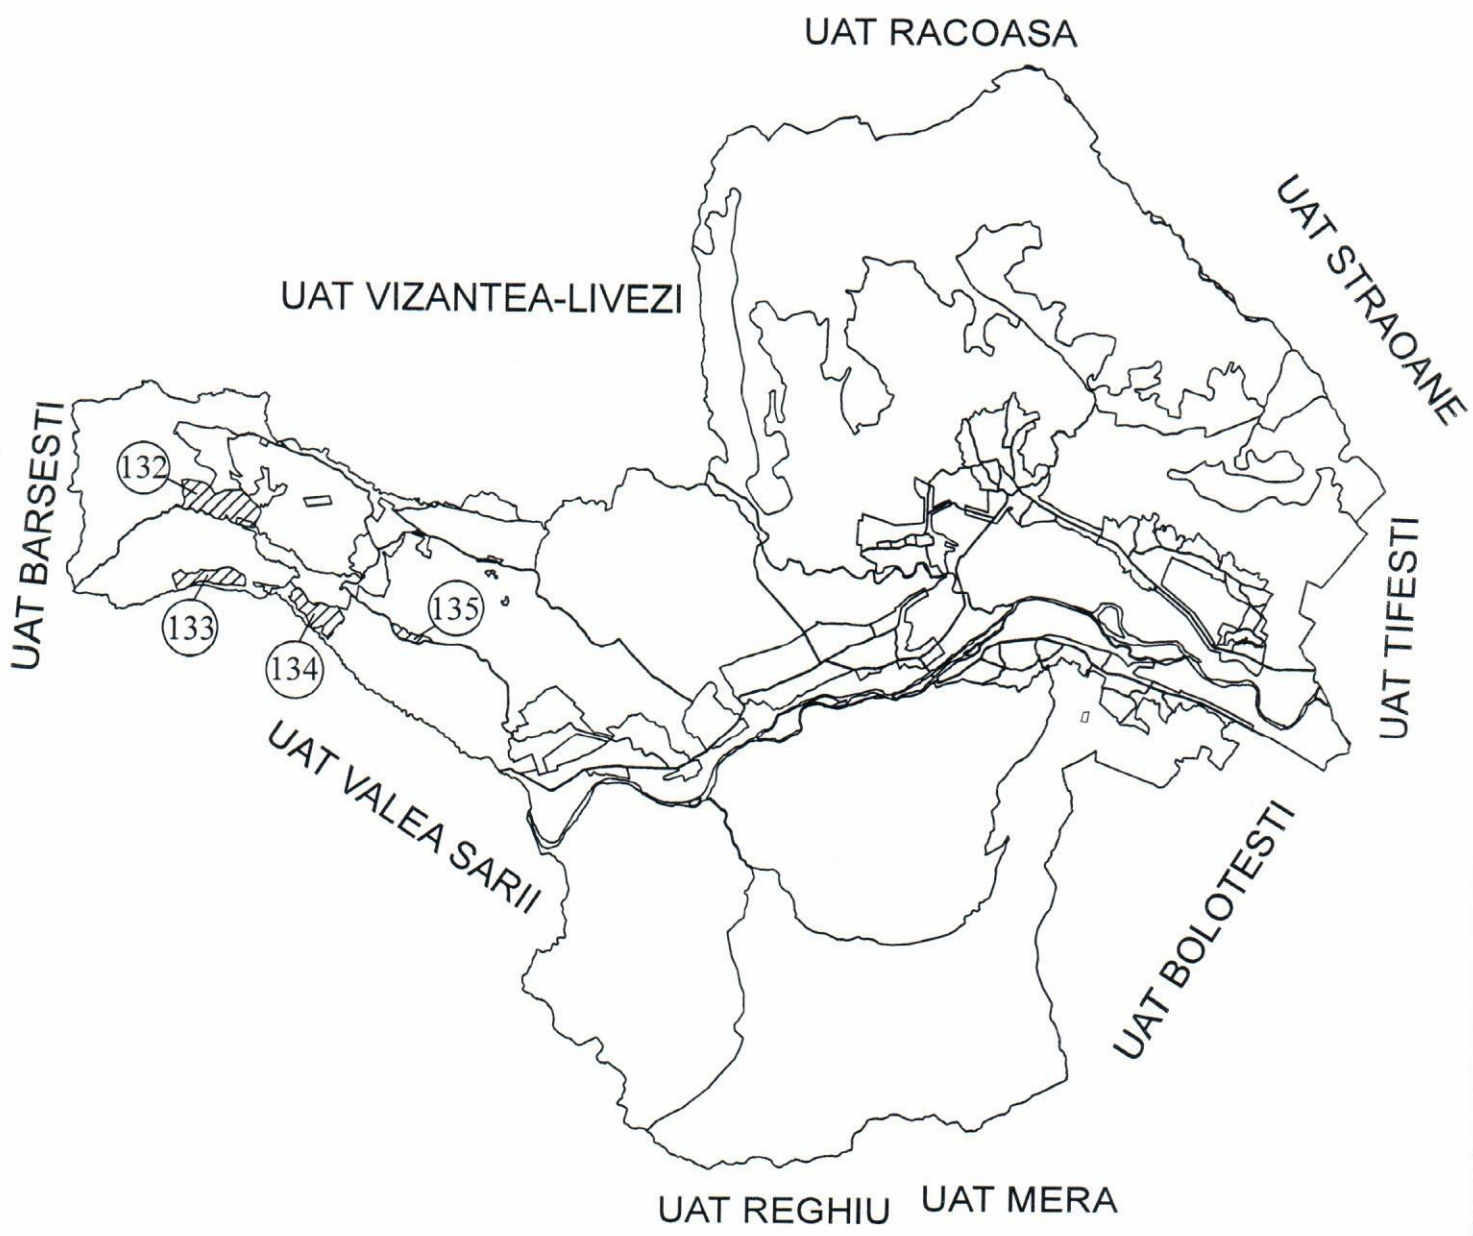 UAT RACOASA
UAT STRAOANE
UAT VIZANTEA-LIVEZI
UAT BARSESTI
132
133
134
135
UAT TIFESTI
UAT VALEA SARII
UAT BOLOTESTI
UAT REGHIU
UAT MERA